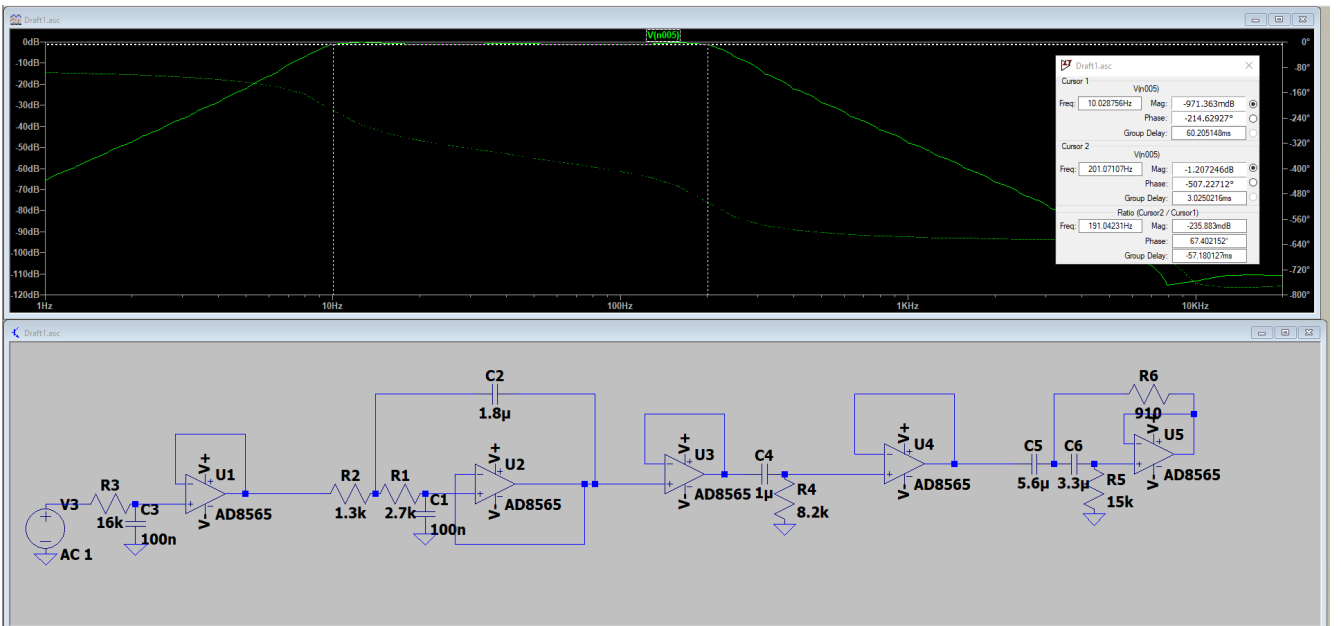 Draft1.asc
V(n005)
0dB
-10dB
-20dB
-30dB
-40dB
-50dB
-60dB
-70dB
-80dB
-90dB
-100dB
-110dB
-120dB
0°
-80°
-160°
-240°
-320°
-400°
-480°
-560°
-640°
-720°
-800°
1Hz
10Hz
100Hz
1KHz
10KHz
Draft1.asc
Cursor 1
V(n005)
Freq: 10.028756Hz Mag: -971.363mdB
Phase: -214.62927°
Group Delay: 60.205148ms
Cursor 2
V(n005)
Freq: 201.07107Hz Mag: -1.207246dB
Phase: -507.22712°
Group Delay: 3.0250216ms
Ratio (Cursor2 / Cursor1)
Freq: 191.04231Hz Mag: -235.883mdB
Phase: 67.402152°
Group Delay: -57.180127ms
Draft1.asc
V3
AC 1
R3
16k
C3
100n
V+
U1
V-
AD8565
R2
1.3k
R1
2.7k
C2
1.8µ
C1
100n
V+
U2
V-
AD8565
V+
U3
V-
AD8565
C4
1µ
R4
8.2k
V+
U4
V-
AD8565
C5
5.6µ
C6
3.3µ
R5
15k
R6
910
V+
U5
V-
AD8565